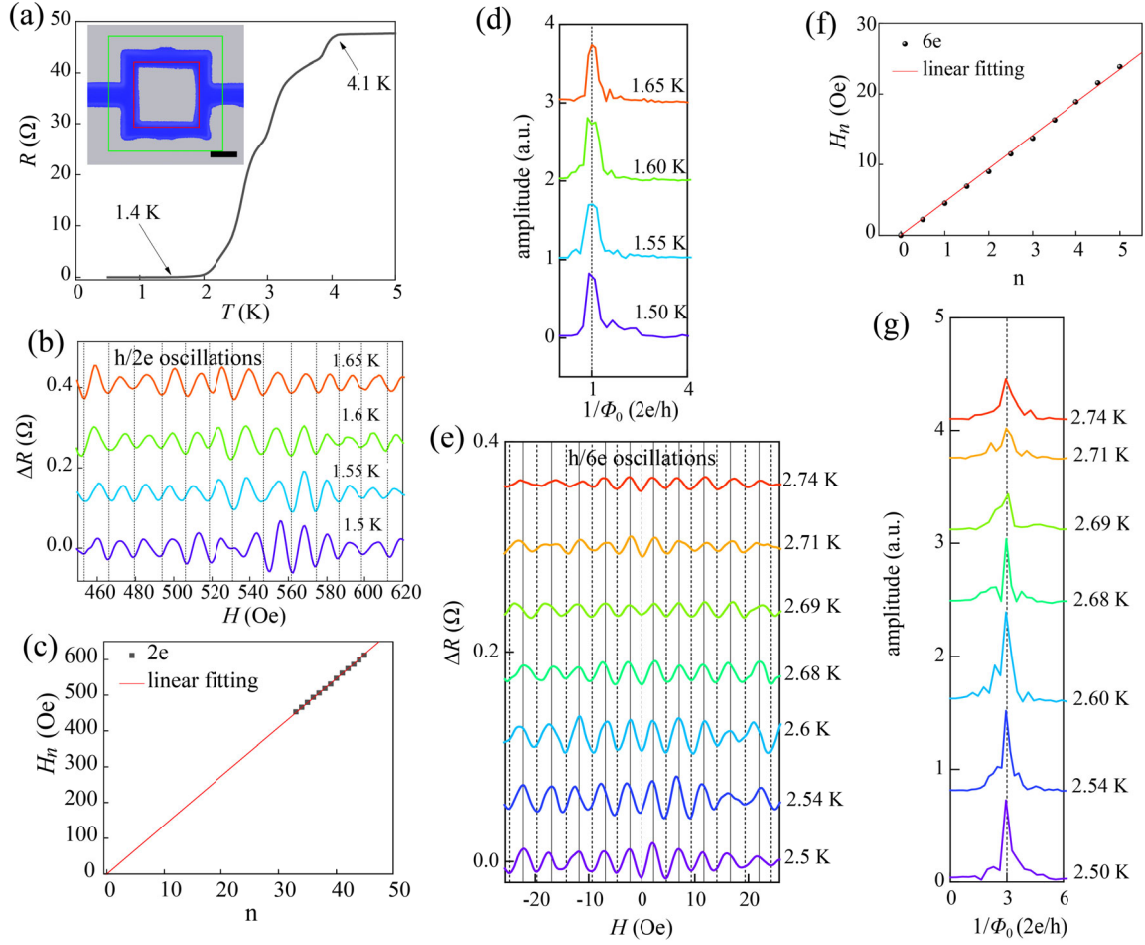 (a)
50
40
30
20
10
0
R (Ω)
4.1 K
1.4 K
1
2
3
4
5
T (K)
(b)
h/2e oscillations
1.65 K
1.6 K
1.55 K
1.5 K
0.4
0.2
0.0
ΔR (Ω)
460
480
500
520
540
560
580
600
620
H (Oe)
(c)
2e
linear fitting
600
500
400
300
200
100
0
Hn (Oe)
0
10
20
30
40
50
n
(d)
4
3
2
1
0
amplitude (a.u.)
1.65 K
1.60 K
1.55 K
1.50 K
1
4
1/Φ0 (2e/h)
(e)
h/6e oscillations
0.4
0.2
0.0
ΔR (Ω)
2.74 K
2.71 K
2.69 K
2.68 K
2.6 K
2.54 K
2.5 K
-20
-10
0
10
20
H (Oe)
(f)
6e
linear fitting
30
20
10
0
Hn (Oe)
0
1
2
3
4
5
n
(g)
5
4
3
2
1
0
amplitude (a.u.)
2.74 K
2.71 K
2.69 K
2.68 K
2.60 K
2.54 K
2.50 K
0
3
6
1/Φ0 (2e/h)